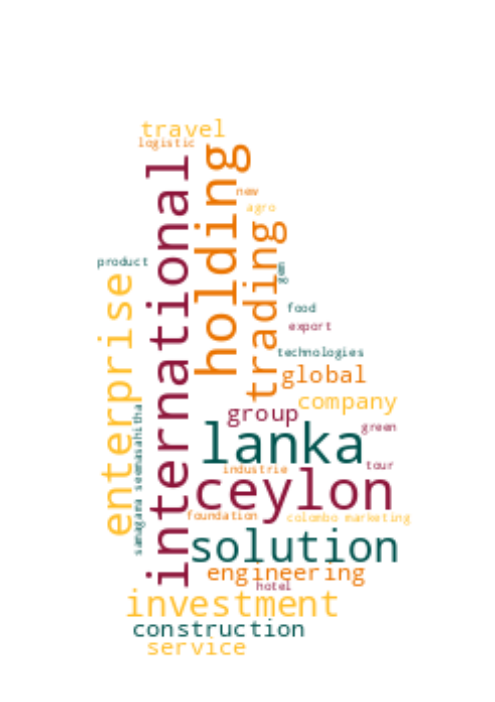 travel
logistic
international
holding
new
agro
trading
product
enterprise
food
export
technologies
global
company
group
green
samagama seemasahitha
lanka
tour
industrie
ceylon
foundation
colombo marketing
solution
engineering
hotel
investment
construction
service